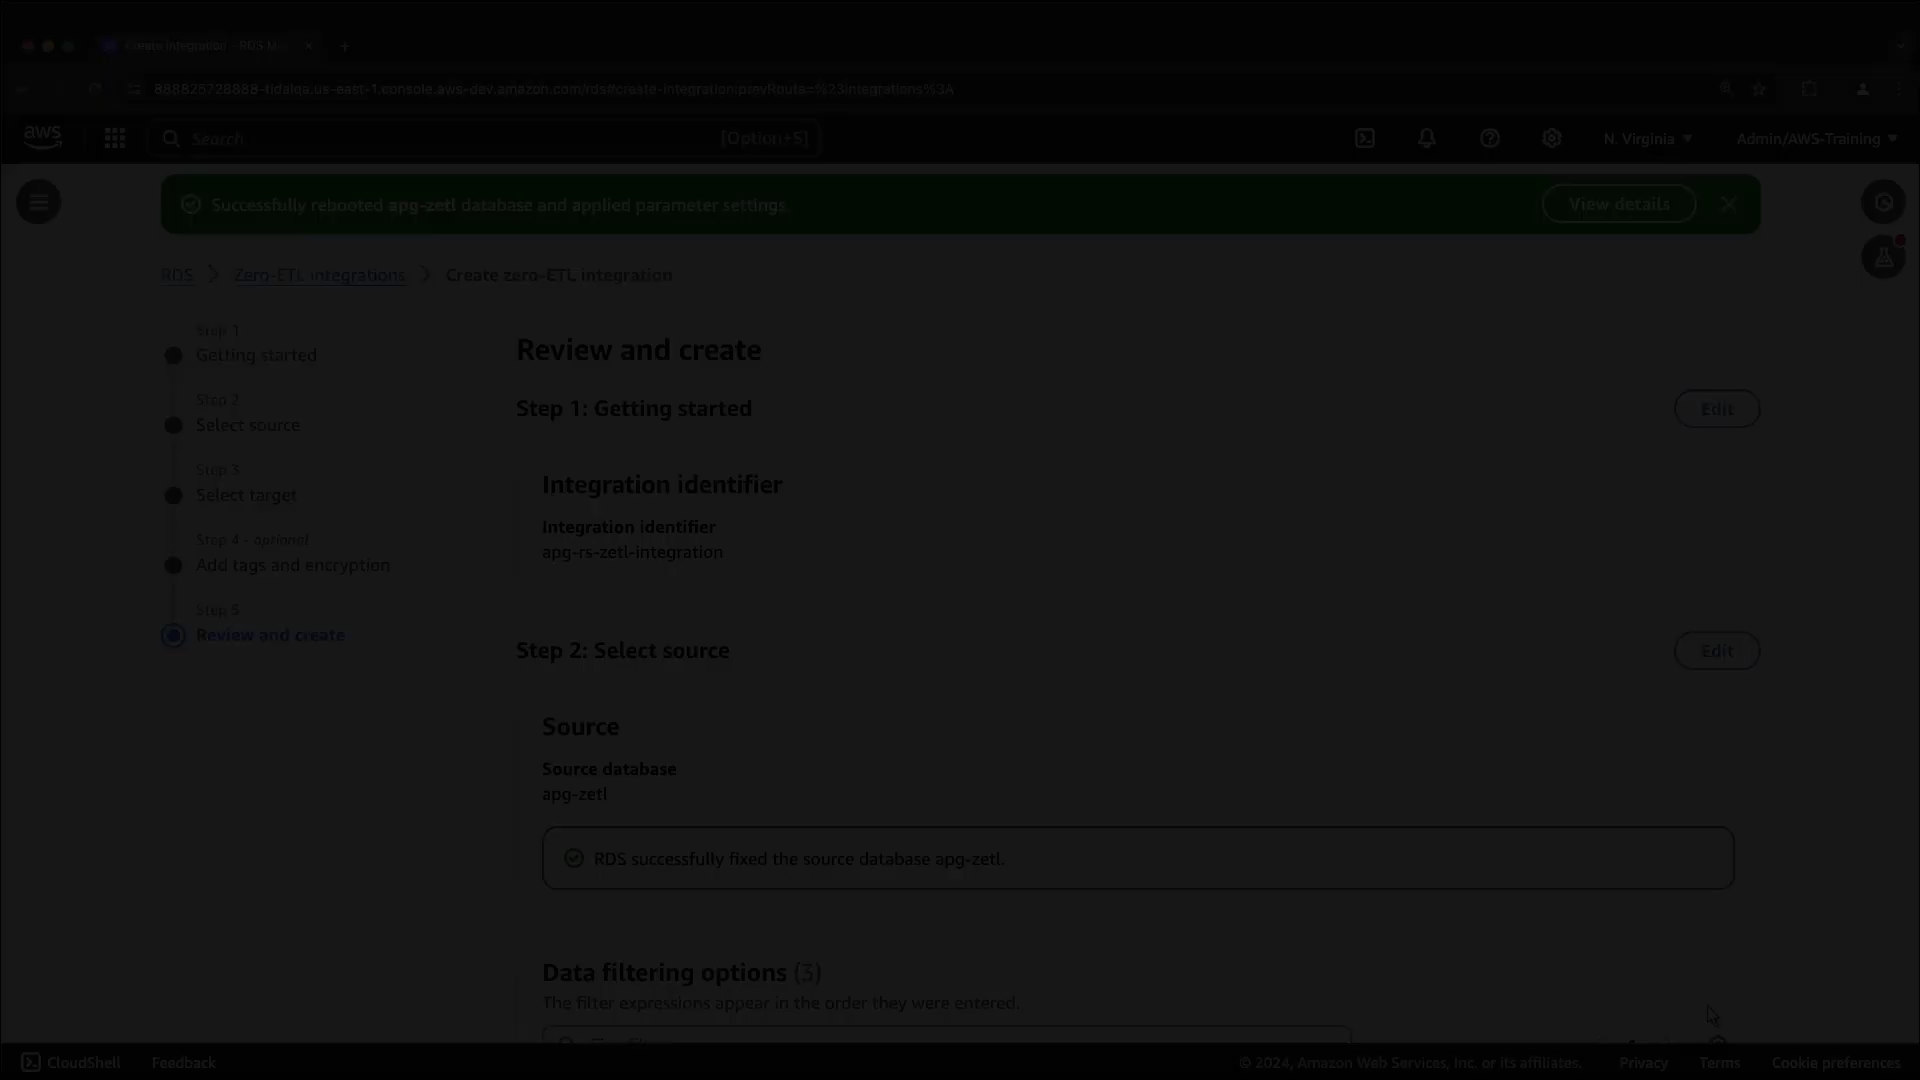 Create integration - RDS M
888825728888-tidalqa.us-east-1.console.aws-dev.amazon.com/rds#create-integration:prevRoute=%23integrations%3A
aws
Search
[Option+S]
N. Virginia
Admin/AWS-Training
Successfully rebooted apg-zetl database and applied parameter settings.
View details
RDS
Zero-ETL integrations
Create zero-ETL integration
Step 1
Getting started
Step 2
Select source
Step 3
Select target
Step 4 - optional
Add tags and encryption
Step 5
Review and create
Review and create
Step 1: Getting started
Edit
Integration identifier
Integration identifier
apg-rs-zetl-integration
Step 2: Select source
Edit
Source
Source database
apg-zetl
RDS successfully fixed the source database apg-zetl.
Data filtering options (3)
The filter expressions appear in the order they were entered.
CloudShell
Feedback
© 2024, Amazon Web Services, Inc. or its affiliates.
Privacy
Terms
Cookie preferences